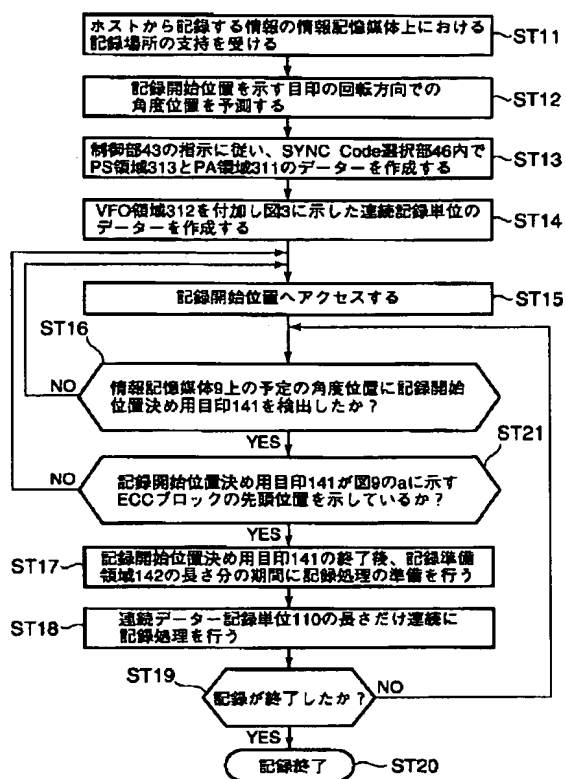 ホストから記録する情報の情報記憶媒体上における
記録場所の支持を受ける
ST11
記録開始位置を示す目印の回転方向での
角度位置を予測する
ST12
制御部43の指示に従い、SYNC Code選択部46内で
PS領域313とPA領域311のデーターを作成する
ST13
VFO領域312を付加し図3に示した連続記録単位の
データーを作成する
ST14
記録開始位置へアクセスする
ST15
ST16
NO
情報記憶媒体9上の予定の角度位置に記録開始
位置決め用目印141を検出したか？
YES
ST21
NO
記録開始位置決め用目印141が図9のaに示す
ECCブロックの先頭位置を示しているか？
YES
ST17
記録開始位置決め用目印141の終了後、記録準備
領域142の長さ分の期間に記録処理の準備を行う
ST18
連続データー記録単位110の長さだけ連続に
記録処理を行う
ST19
記録が終了したか？
NO
YES
記録終了
ST20